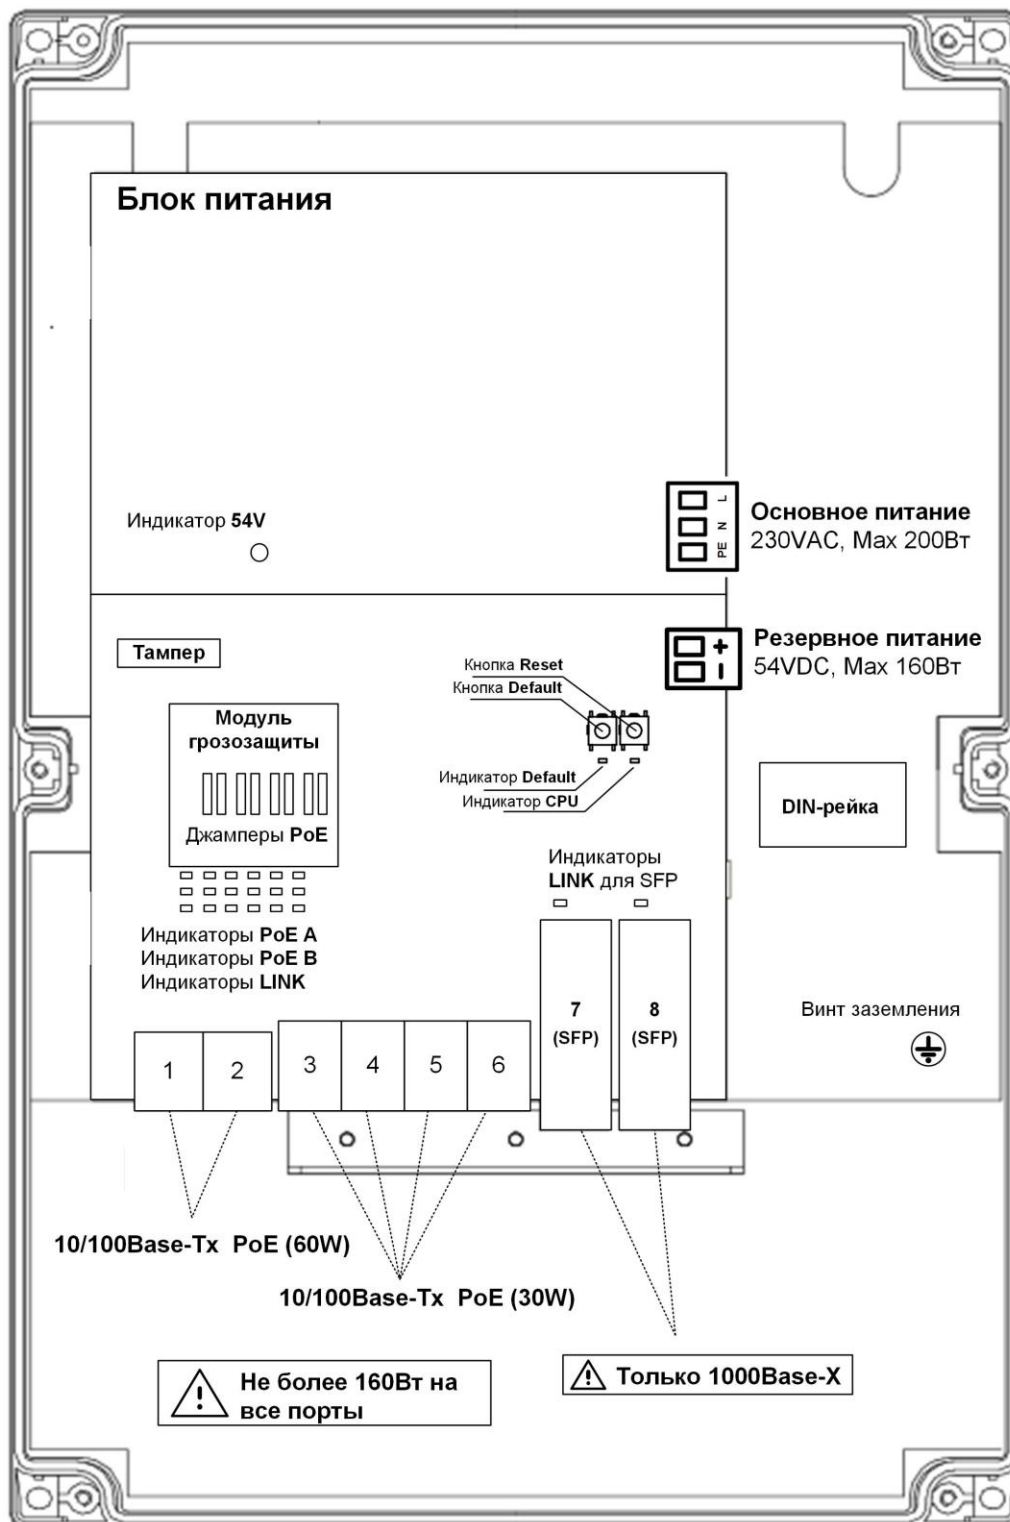 Блок питания
Индикатор 54V
L
N
PE
Основное питание
230VAC, Max 200Вт
Тампер
Кнопка Reset
Кнопка Default
+
–
Резервное питание
54VDC, Max 160Вт
Модуль
грозозащиты
Джамперы PoE
Индикатор Default
Индикатор CPU
DIN-рейка
Индикаторы
LINK для SFP
Индикаторы PoE A
Индикаторы PoE B
Индикаторы LINK
7
(SFP)
8
(SFP)
Винт заземления
1
2
3
4
5
6
10/100Base-Tx PoE (60W)
10/100Base-Tx PoE (30W)
! Не более 160Вт на
все порты
! Только 1000Base-X